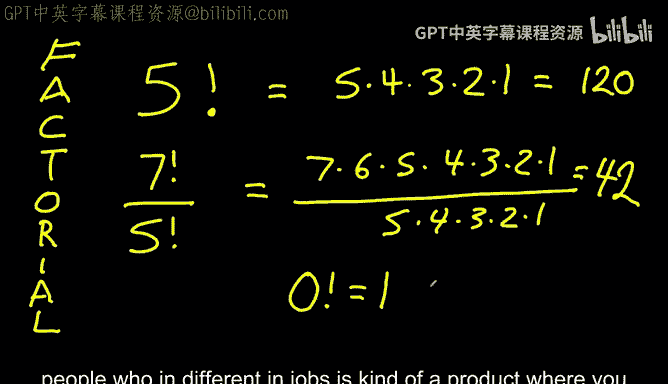 GPT中英字幕课程资源@bilibili.com
GPT中英字幕课程资源 bilibili
FACTORIAL
5! = 5·4·3·2·1 = 120
7!/5! = 7·6·5·4·3·2·1/5·4·3·2·1 = 42
0! = 1
people who in different in jobs is kind of a product where you